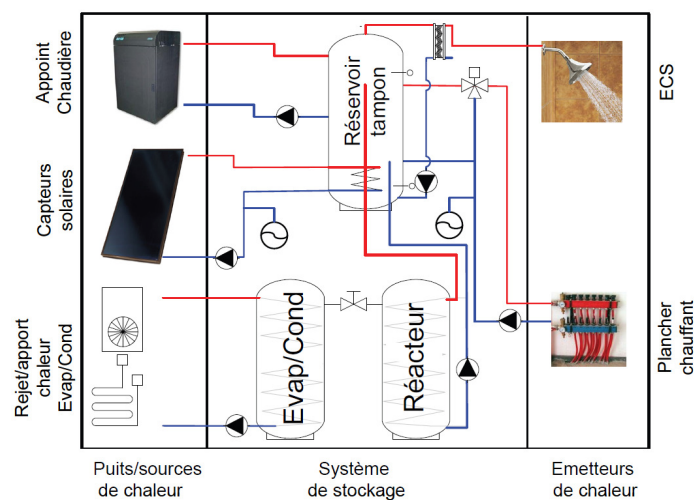 Appoint
Chaudière
Capteurs
solaires
Rejet/apport
chaleur
Evap/Cond
Réservoir
tampon
Evap/Cond
Réacteur
ECS
Plancher
chauffant
Puits/sources
de chaleur
Système
de stockage
Emetteurs
de chaleur